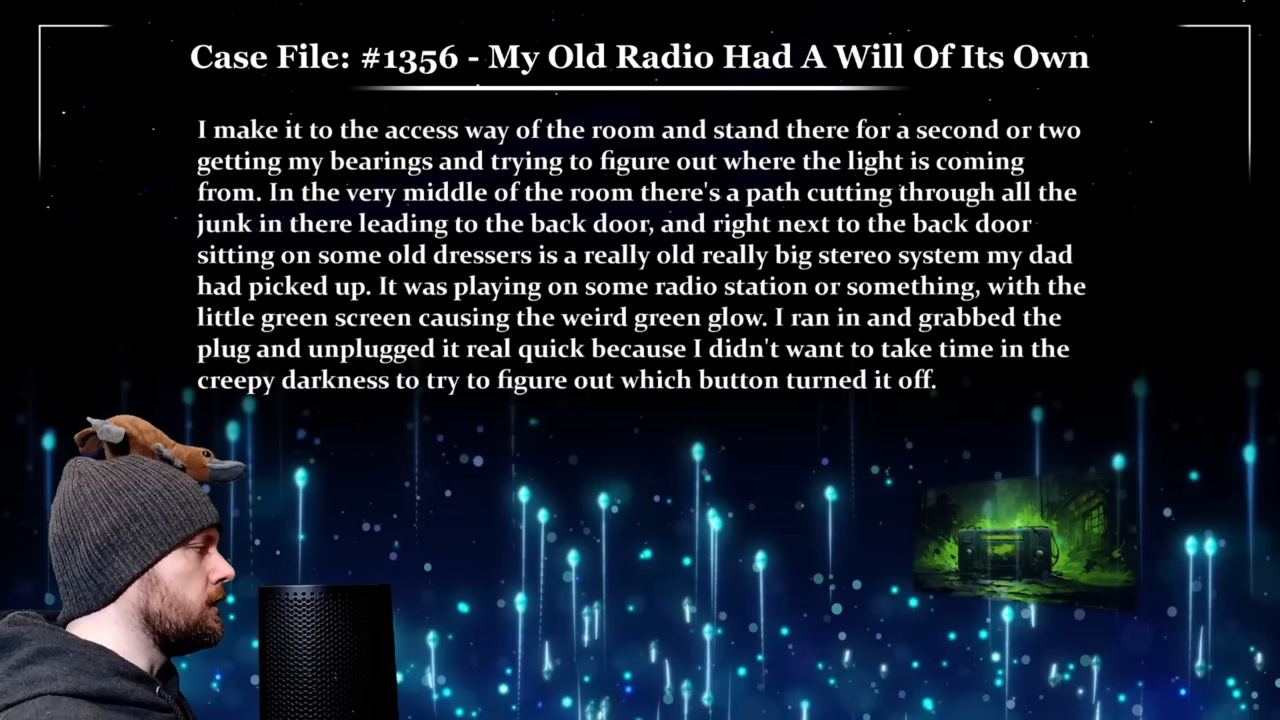 Case File: #1356 - My Old Radio Had A Will Of Its Own
I make it to the access way of the room and stand there for a second or two
getting my bearings and trying to figure out where the light is coming
from. In the very middle of the room there's a path cutting through all the
junk in there leading to the back door, and right next to the back door
sitting on some old dressers is a really old really big stereo system my dad
had picked up. It was playing on some radio station or something, with the
little green screen causing the weird green glow. I ran in and grabbed the
plug and unplugged it real quick because I didn't want to take time in the
creepy darkness to try to figure out which button turned it off.